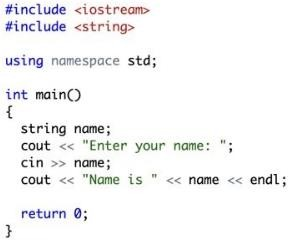 #include <iostream>
#include <string>
using namespace std;
int main()
{
string name;
cout << "Enter your name: ";
cin >> name;
cout << "Name is " << name << endl;
return 0;
}